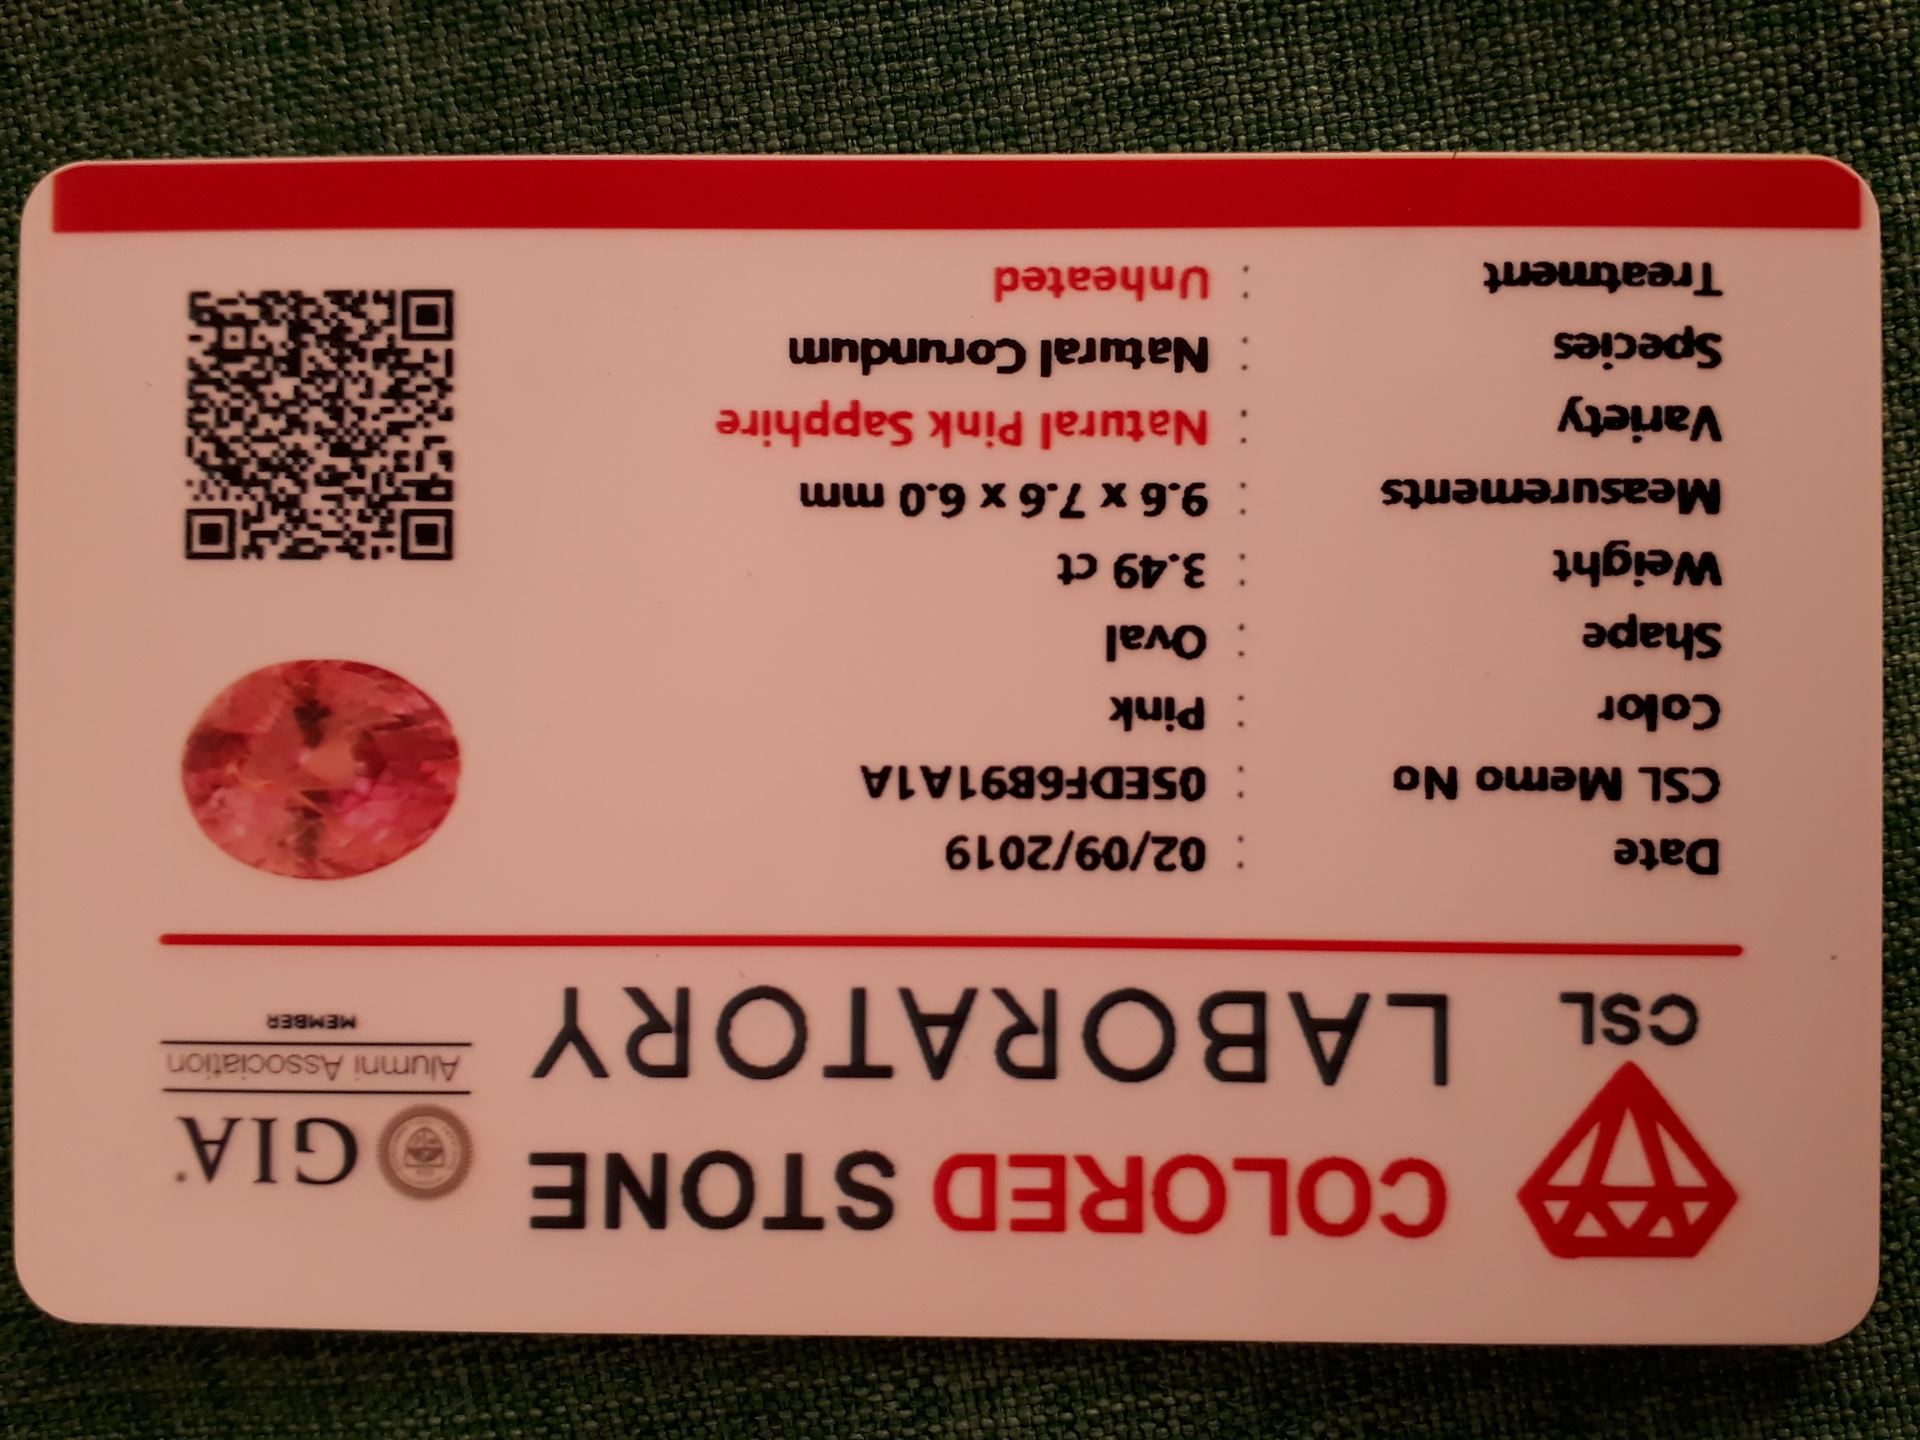 CSL
COLORED STONE
LABORATORY
GIA
Alumni Association
MEMBER
Date : 02/09/2019
CSL Memo No : 05EDF6B91A1A
Color : Pink
Shape : Oval
Weight : 3.49 ct
Measurements : 9.6 x 7.6 x 6.0 mm
Variety : Natural Pink Sapphire
Species : Natural Corundum
Treatment : Unheated